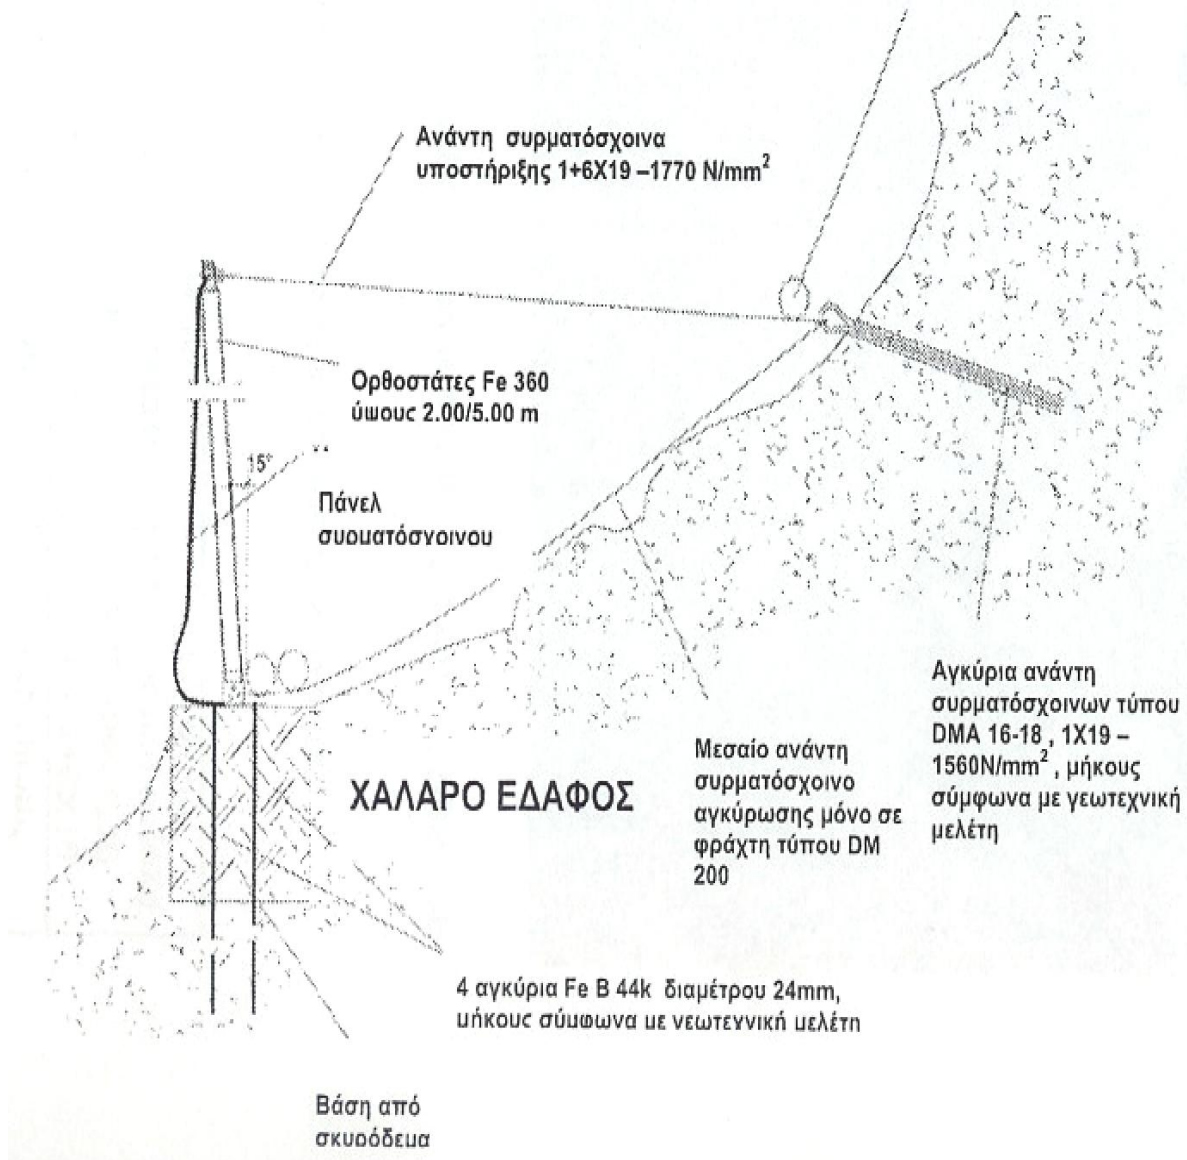 Ανάντη συρματόσχοινα
υποστήριξης 1+6Χ19 –1770 N/mm²
Ορθοστάτες Fe 360
ύψους 2.00/5.00 m
15°
Πάνελ
συρματόσχοινου
Αγκύρια ανάντη
συρματόσχοινων τύπου
DMA 16-18 , 1X19 –
1560N/mm² , μήκους
σύμφωνα με γεωτεχνική
μελέτη
Μεσαίο ανάντη
συρματόσχοινο
αγκύρωσης μόνο σε
φράχτη τύπου DM
200
ΧΑΛΑΡΟ ΕΔΑΦΟΣ
4 αγκύρια Fe B 44k διαμέτρου 24mm,
μήκους σύμφωνα με γεωτεχνική μελέτη
Βάση από
σκυρόδεμα